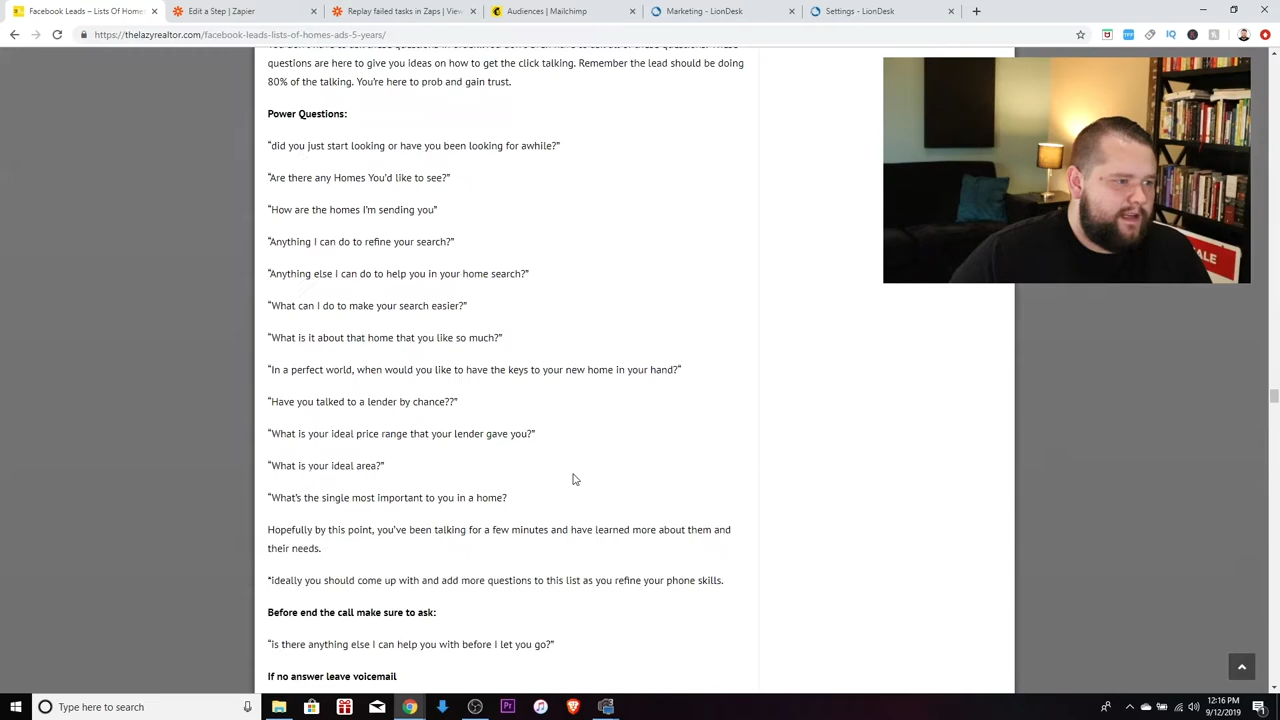 Facebook Leads – Lists Of Home
Edit a Step | Zapier
Replay failed tasks in Zaps | View
Audiences | Mailchimp
Marketing - LionDesk
Settings - LionDesk
https://thelazyrealtor.com/facebook-leads-lists-of-homes-ads-5-years/
questions are here to give you ideas on how to get the click talking. Remember the lead should be doing
80% of the talking. You're here to prob and gain trust.
Power Questions:
“did you just start looking or have you been looking for awhile?”
“Are there any Homes You’d like to see?”
“How are the homes I’m sending you”
“Anything I can do to refine your search?”
“Anything else I can do to help you in your home search?”
“What can I do to make your search easier?”
“What is it about that home that you like so much?”
“In a perfect world, when would you like to have the keys to your new home in your hand?“
“Have you talked to a lender by chance??”
“What is your ideal price range that your lender gave you?”
“What is your ideal area?”
“What’s the single most important to you in a home?
Hopefully by this point, you’ve been talking for a few minutes and have learned more about them and
their needs.
*ideally you should come up with and add more questions to this list as you refine your phone skills.
Before end the call make sure to ask:
“is there anything else I can help you with before I let you go?”
If no answer leave voicemail
ALE
Type here to search
12:16 PM
9/12/2019